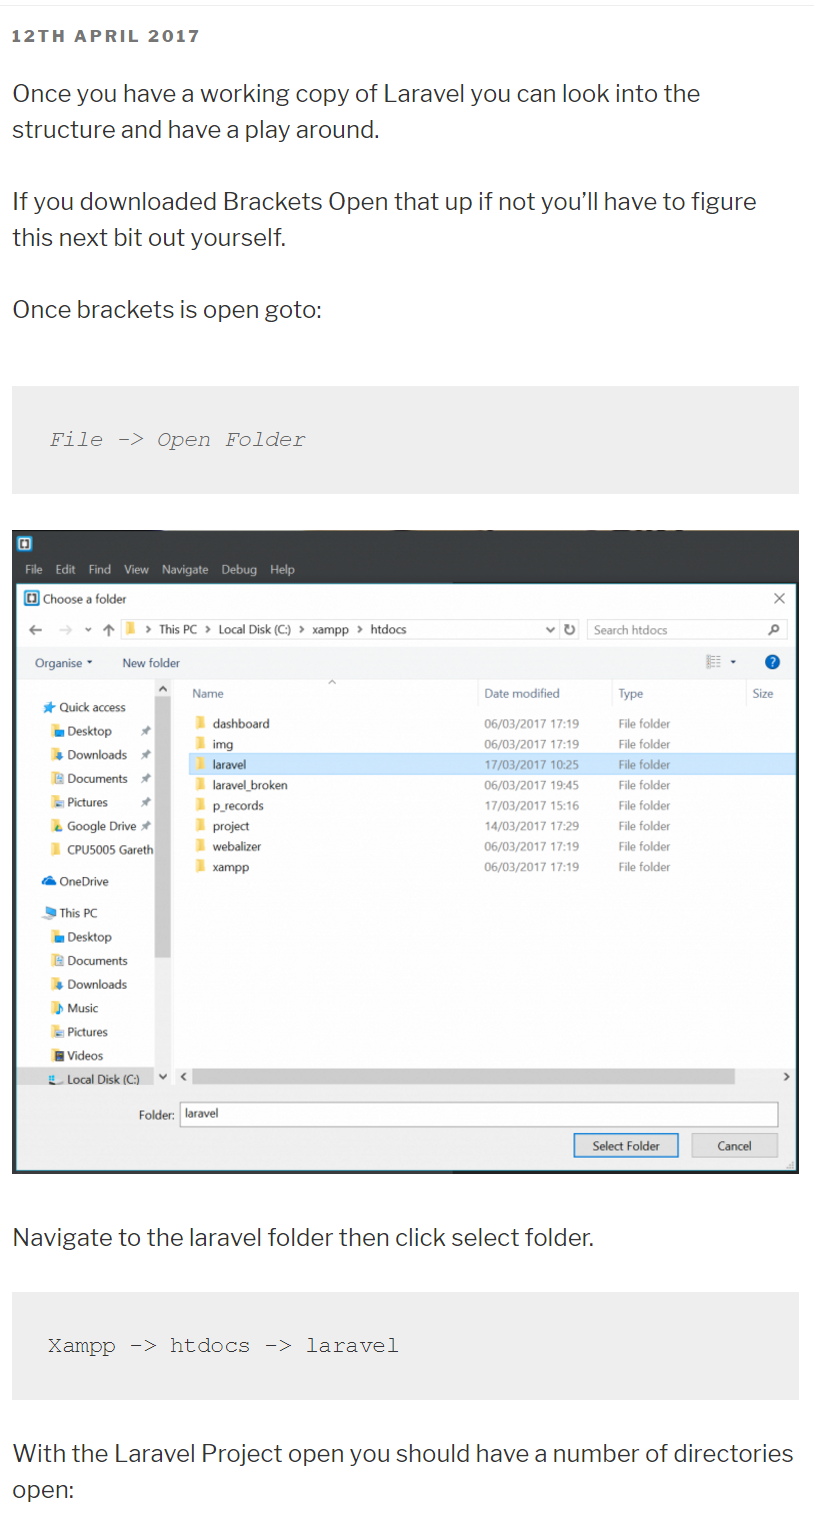 12TH APRIL 2017
Once you have a working copy of Laravel you can look into the
structure and have a play around.
If you downloaded Brackets Open that up if not you’ll have to figure
this next bit out yourself.
Once brackets is open goto:
File -> Open Folder
File Edit Find View Navigate Debug Help
Choose a folder
This PC > Local Disk (C:) > xampp > htdocs
Search htdocs
Organise New folder
Name Date modified Type Size
Quick access
Desktop
Downloads
Documents
Pictures
Google Drive
CPU5005 Gareth
OneDrive
This PC
Desktop
Documents
Downloads
Music
Pictures
Videos
Local Disk (C:)
dashboard 06/03/2017 17:19 File folder
img 06/03/2017 17:19 File folder
laravel 17/03/2017 10:25 File folder
laravel_broken 06/03/2017 19:45 File folder
p_records 17/03/2017 15:16 File folder
project 14/03/2017 17:29 File folder
webalizer 06/03/2017 17:19 File folder
xampp 06/03/2017 17:19 File folder
Folder: laravel
Select Folder Cancel
Navigate to the laravel folder then click select folder.
Xampp -> htdocs -> laravel
With the Laravel Project open you should have a number of directories
open: